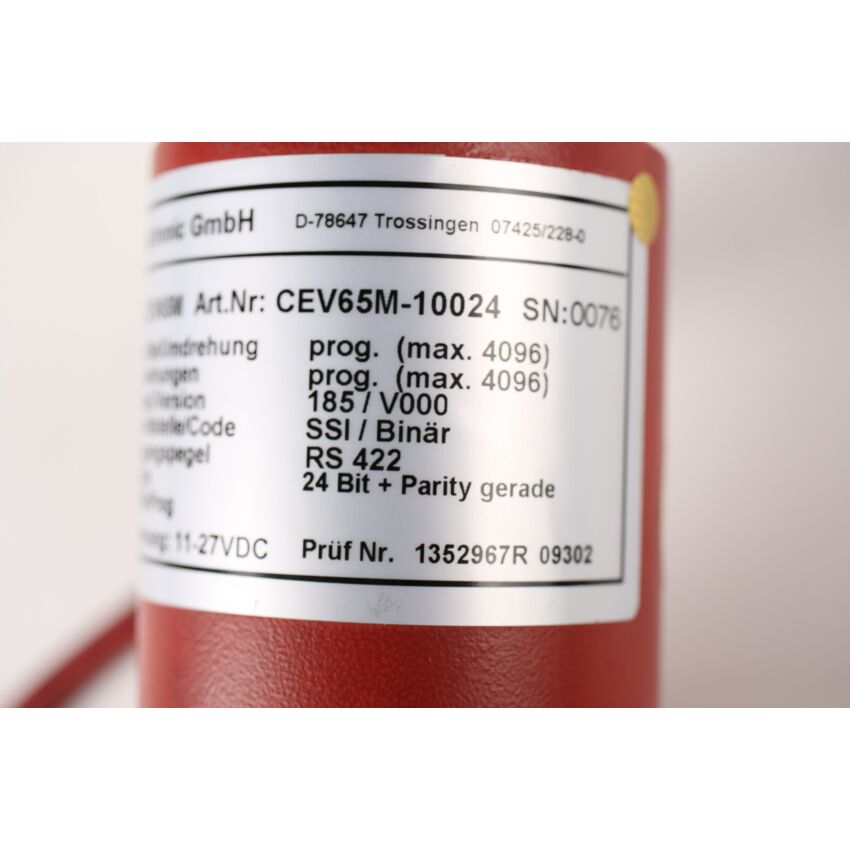 GmbH D-78647 Trossingen 07425/228-0
Art.Nr: CEV65M-10024 SN:0076
/Umdrehung prog. (max. 4096)
prog. (max. 4096)
/Version 185 / V000
/Code SSI / Binär
RS 422
24 Bit + Parity gerade
11-27VDC Prüf Nr. 1352967R 09302